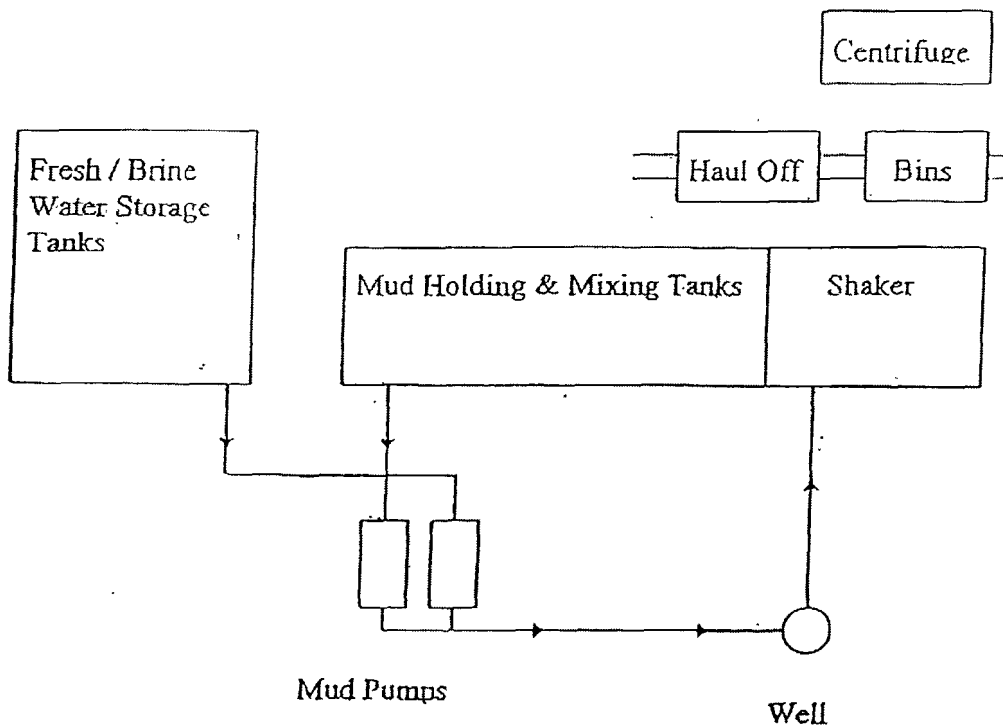 Centrifuge
Fresh / Brine
Water Storage
Tanks
Haul Off
Bins
Mud Holding & Mixing Tanks
Shaker
Mud Pumps
Well